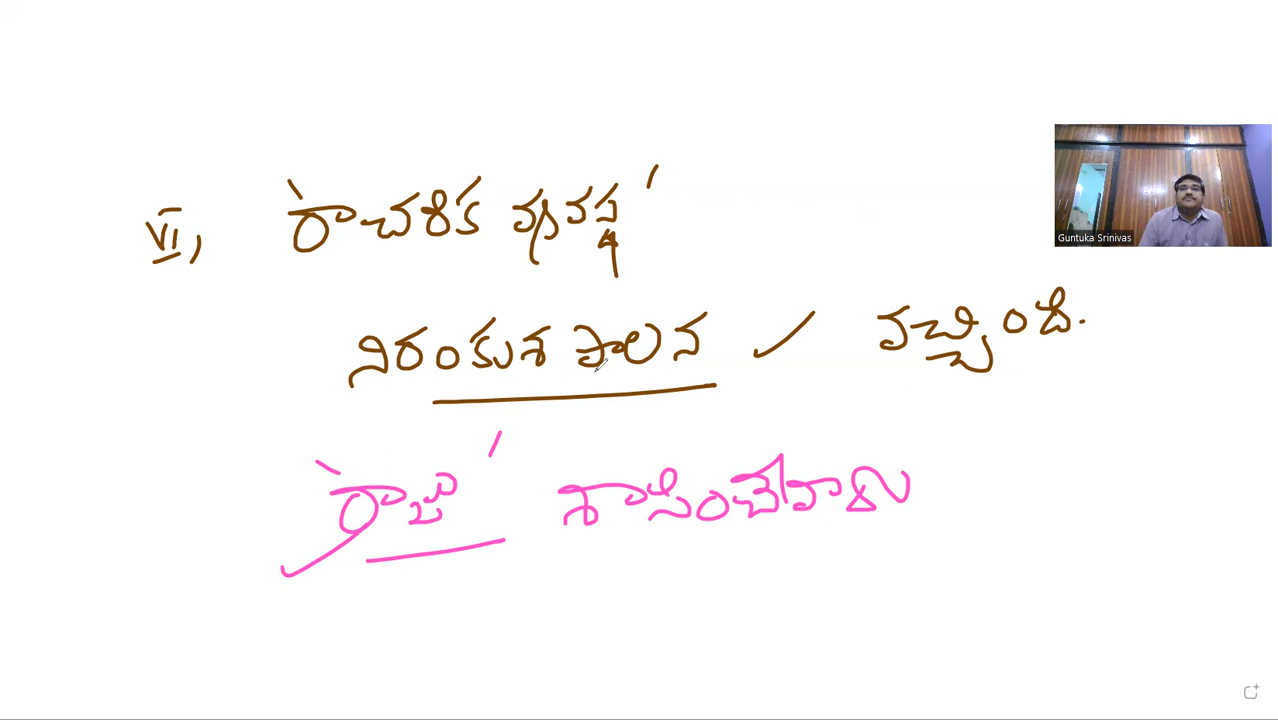 VI, 'రాచరిక వ్యవస్థ'
Guntuka Srinivas
నిరంకుశ పాలన ✓ వచ్చింది.
'రాజు' శాసించేవారు